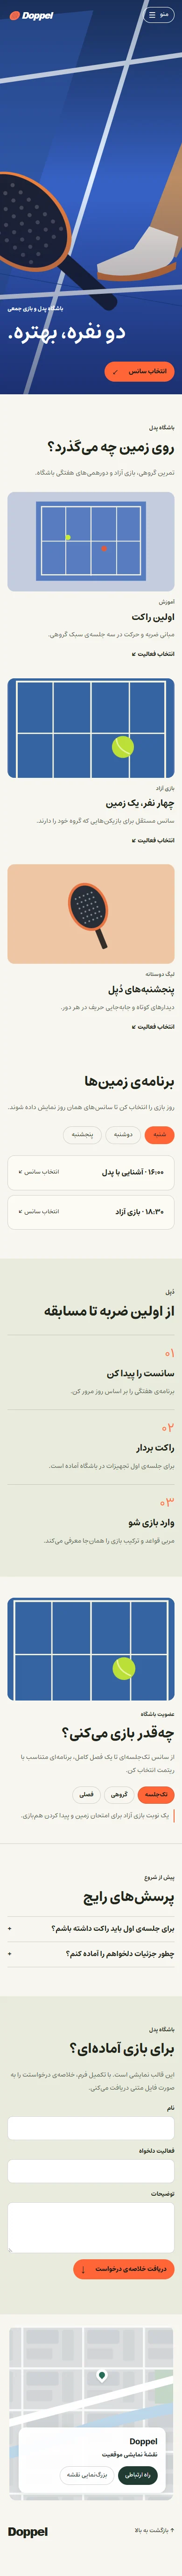 منو
Doppel
باشگاه پدل و بازی جمعی
دو نفره، بهتره.
انتخاب سانس ↙
باشگاه پدل
روی زمین چه می‌گذرد؟
تمرین گروهی، بازی آزاد و دورهمی‌های هفتگی باشگاه.
آموزش
اولین راکت
مبانی ضربه و حرکت در سه جلسه‌ی سبک گروهی.
انتخاب فعالیت ↙
بازی آزاد
چهار نفر، یک زمین
سانس مستقل برای بازیکن‌هایی که گروه خود را دارند.
انتخاب فعالیت ↙
لیگ دوستانه
پنجشنبه‌های دُپل
دیدارهای کوتاه و جابه‌جایی حریف در هر دور.
انتخاب فعالیت ↙
برنامه‌ی زمین‌ها
روز بازی را انتخاب کن تا سانس‌های همان روز نمایش داده شوند.
شنبه
دوشنبه
پنجشنبه
۱۶:۰۰ · آشنایی با پدل
انتخاب سانس ↙
۱۸:۳۰ · بازی آزاد
انتخاب سانس ↙
دُپل
از اولین ضربه تا مسابقه
۰۱
سانست را پیدا کن
برنامه‌ی هفتگی را بر اساس روز مرور کن.
۰۲
راکت بردار
برای جلسه‌ی اول تجهیزات در باشگاه آماده است.
۰۳
وارد بازی شو
مربی قواعد و ترکیب بازی را همان‌جا معرفی می‌کند.
عضویت باشگاه
چه‌قدر بازی می‌کنی؟
از سانس تک‌جلسه‌ای تا یک فصل کامل، برنامه‌ای متناسب با
ریتمت انتخاب کن.
تک‌جلسه
گروهی
فصلی
یک نوبت بازی آزاد برای امتحان زمین و پیدا کردن هم‌بازی.
پیش از شروع
پرسش‌های رایج
برای جلسه‌ی اول باید راکت داشته باشم؟
+
چطور جزئیات دلخواهم را آماده کنم؟
+
باشگاه پدل
برای بازی آماده‌ای؟
این قالب نمایشی است. با تکمیل فرم، خلاصه‌ی درخواستت را به
صورت فایل متنی دریافت می‌کنی.
نام
فعالیت دلخواه
توضیحات
دریافت خلاصه‌ی درخواست ↓
Doppel
نقشهٔ نمایشی موقعیت
راه ارتباطی
بزرگ‌نمایی نقشه
↑ بازگشت به بالا
Doppel